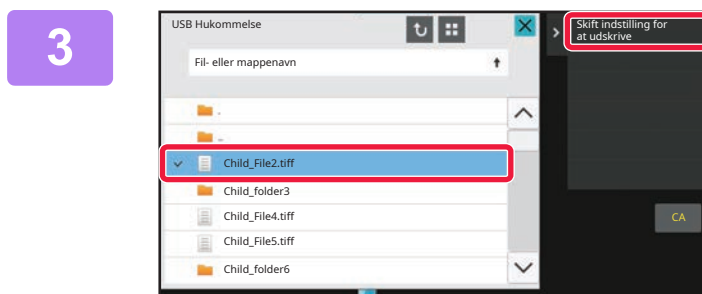 3
USB Hukommelse
Skift indstilling for
at udskrive
Fil- eller mappenavn
.
..
Child_File2.tiff
Child_folder3
Child_File4.tiff
CA
Child_File5.tiff
Child_folder6